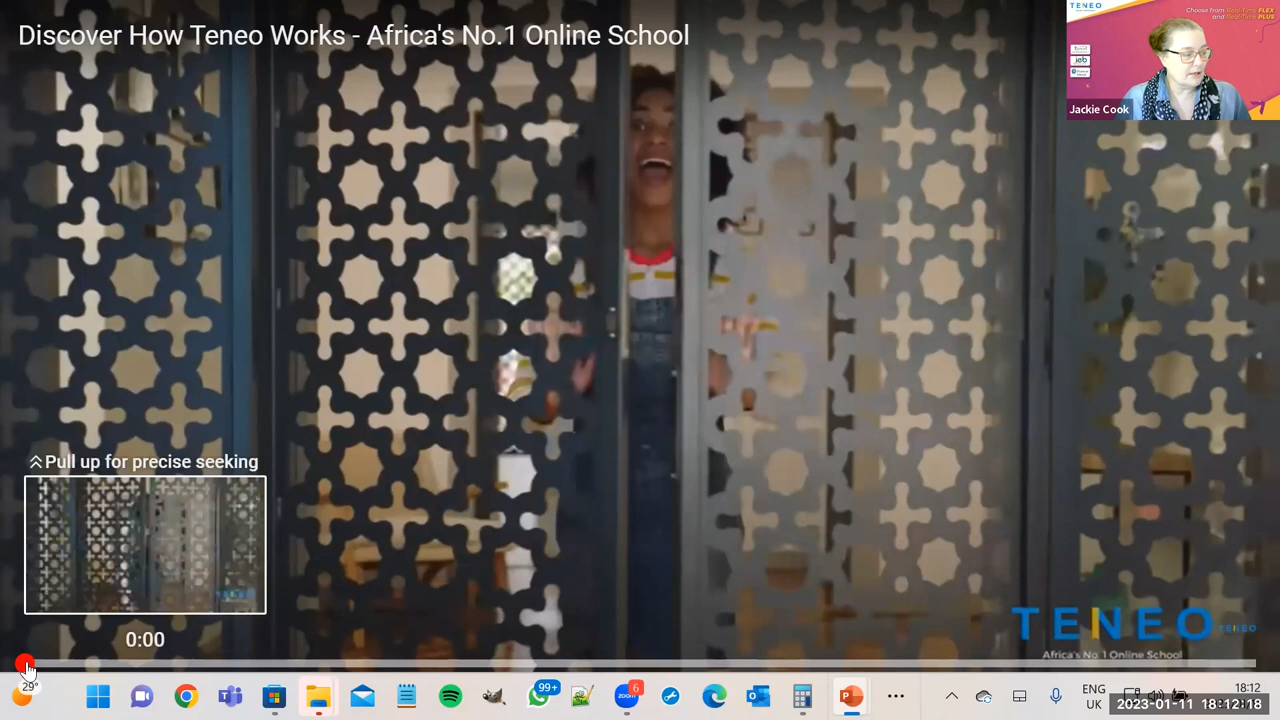 Discover How Teneo Works - Africa's No.1 Online School
TENEO
Choose from Real-Time FLEX
and Real-Time PLUS
ieb
Jackie Cook
Pull up for precise seeking
0:00
TENEO
TENEO
Africa's No.1 Online School
29°
99+
zoom
6
ENG
UK
18:12
2023-01-11 18:12:18